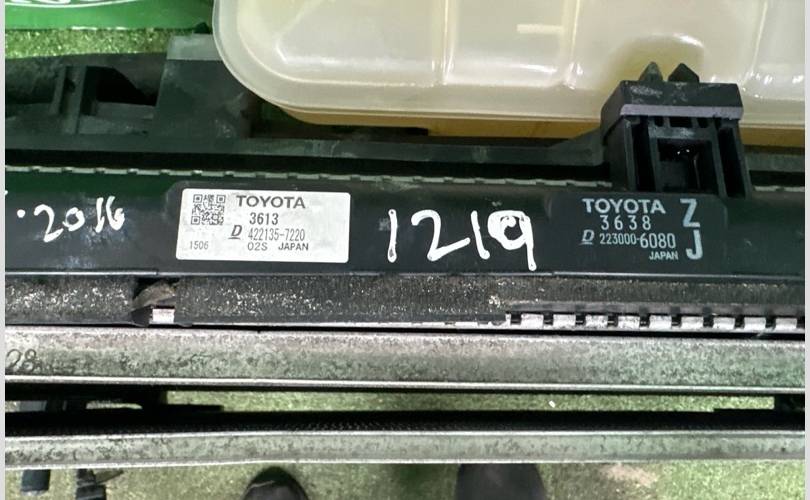 2016
TOYOTA
3613
D 422135-7220
1506 02S JAPAN
1219
TOYOTA Z
3638
D 223000-6080 J
JAPAN